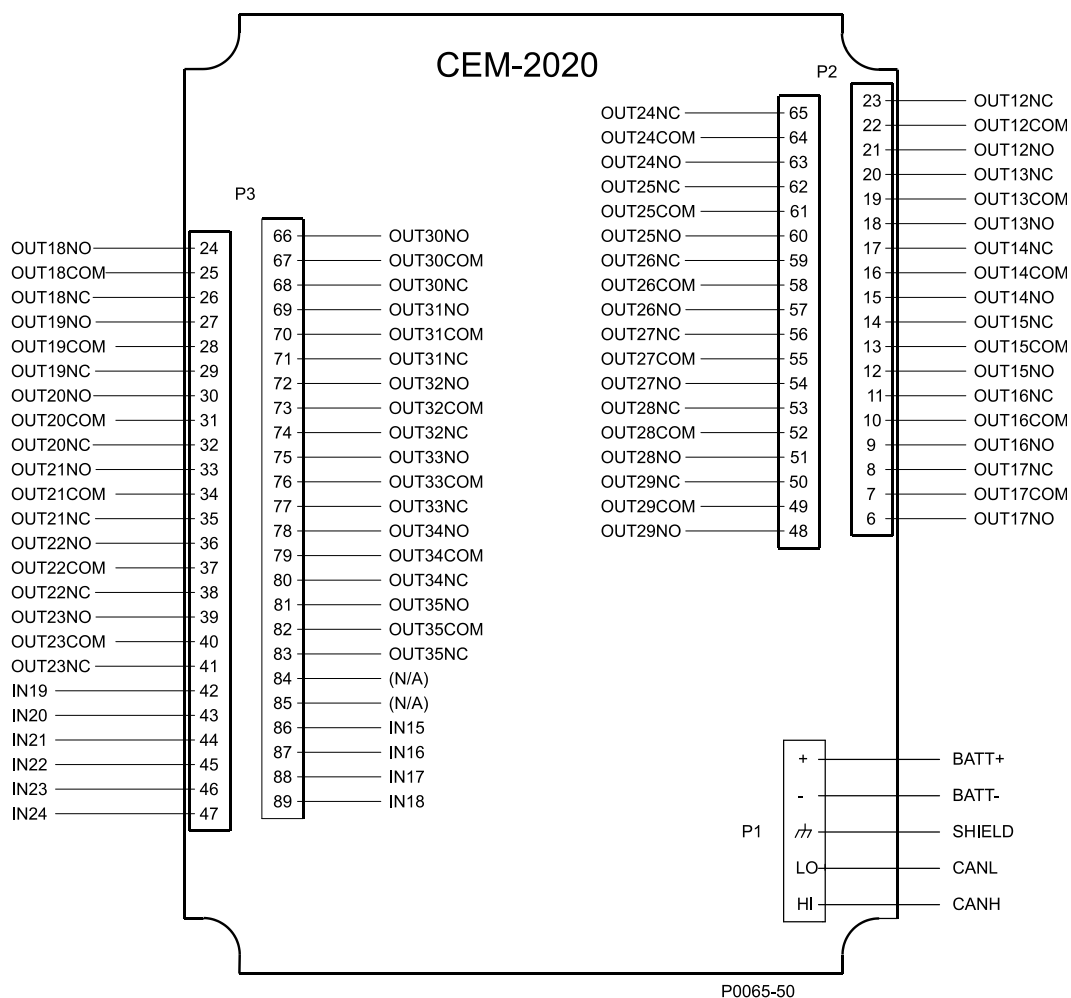 CEM-2020
P2
P3
P1
OUT24NC 65
OUT24COM 64
OUT24NO 63
OUT25NC 62
OUT25COM 61
OUT25NO 60
OUT26NC 59
OUT26COM 58
OUT26NO 57
OUT27NC 56
OUT27COM 55
OUT27NO 54
OUT28NC 53
OUT28COM 52
OUT28NO 51
OUT29NC 50
OUT29COM 49
OUT29NO 48
23 OUT12NC
22 OUT12COM
21 OUT12NO
20 OUT13NC
19 OUT13COM
18 OUT13NO
17 OUT14NC
16 OUT14COM
15 OUT14NO
14 OUT15NC
13 OUT15COM
12 OUT15NO
11 OUT16NC
10 OUT16COM
9 OUT16NO
8 OUT17NC
7 OUT17COM
6 OUT17NO
OUT18NO 24
OUT18COM 25
OUT18NC 26
OUT19NO 27
OUT19COM 28
OUT19NC 29
OUT20NO 30
OUT20COM 31
OUT20NC 32
OUT21NO 33
OUT21COM 34
OUT21NC 35
OUT22NO 36
OUT22COM 37
OUT22NC 38
OUT23NO 39
OUT23COM 40
OUT23NC 41
IN19 42
IN20 43
IN21 44
IN22 45
IN23 46
IN24 47
66 OUT30NO
67 OUT30COM
68 OUT30NC
69 OUT31NO
70 OUT31COM
71 OUT31NC
72 OUT32NO
73 OUT32COM
74 OUT32NC
75 OUT33NO
76 OUT33COM
77 OUT33NC
78 OUT34NO
79 OUT34COM
80 OUT34NC
81 OUT35NO
82 OUT35COM
83 OUT35NC
84 (N/A)
85 (N/A)
86 IN15
87 IN16
88 IN17
89 IN18
+ BATT+
- BATT-
SHIELD
LO CANL
HI CANH
P0065-50